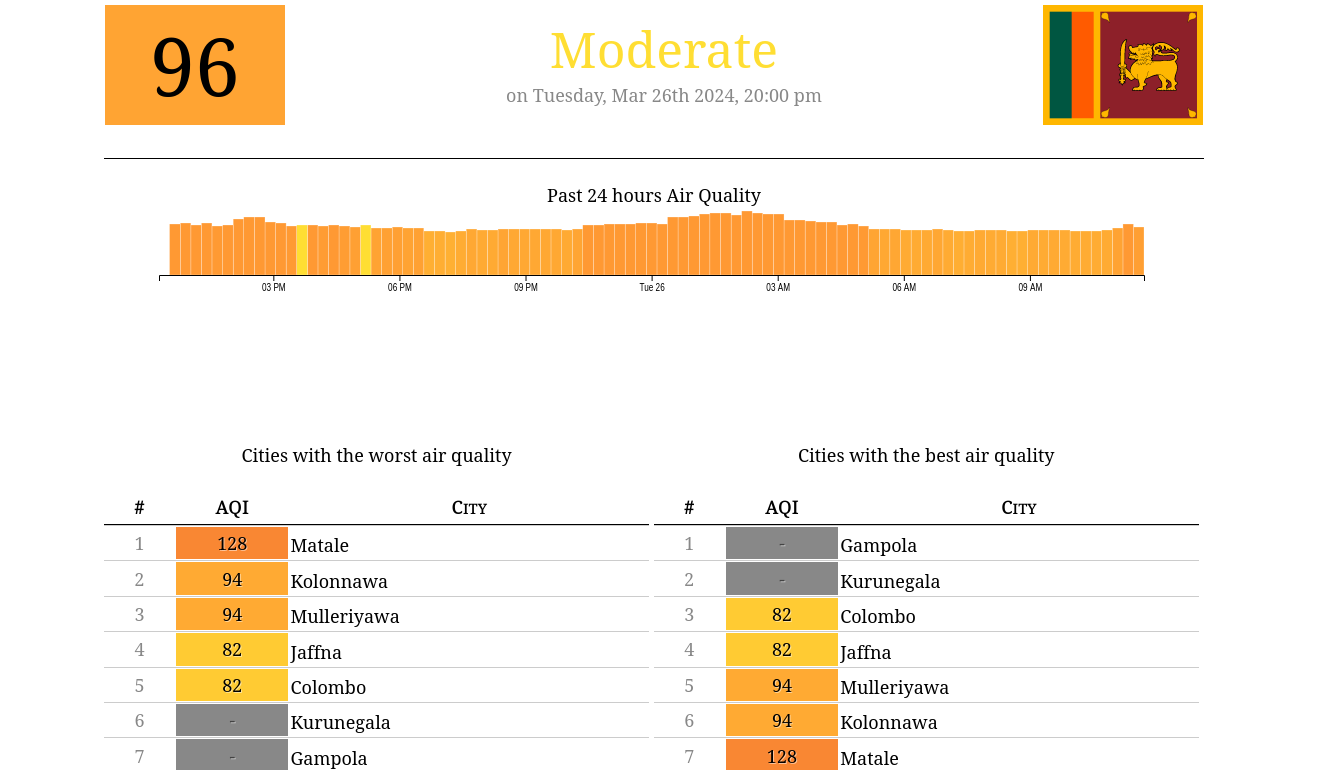 96
Moderate
on Tuesday, Mar 26th 2024, 20:00 pm
Past 24 hours Air Quality
03 PM 06 PM 09 PM Tue 26 03 AM 06 AM 09 AM
Cities with the worst air quality
# AQI City
1 128 Matale
2 94 Kolonnawa
3 94 Mulleriyawa
4 82 Jaffna
5 82 Colombo
6 - Kurunegala
7 - Gampola
Cities with the best air quality
# AQI City
1 - Gampola
2 - Kurunegala
3 82 Colombo
4 82 Jaffna
5 94 Mulleriyawa
6 94 Kolonnawa
7 128 Matale